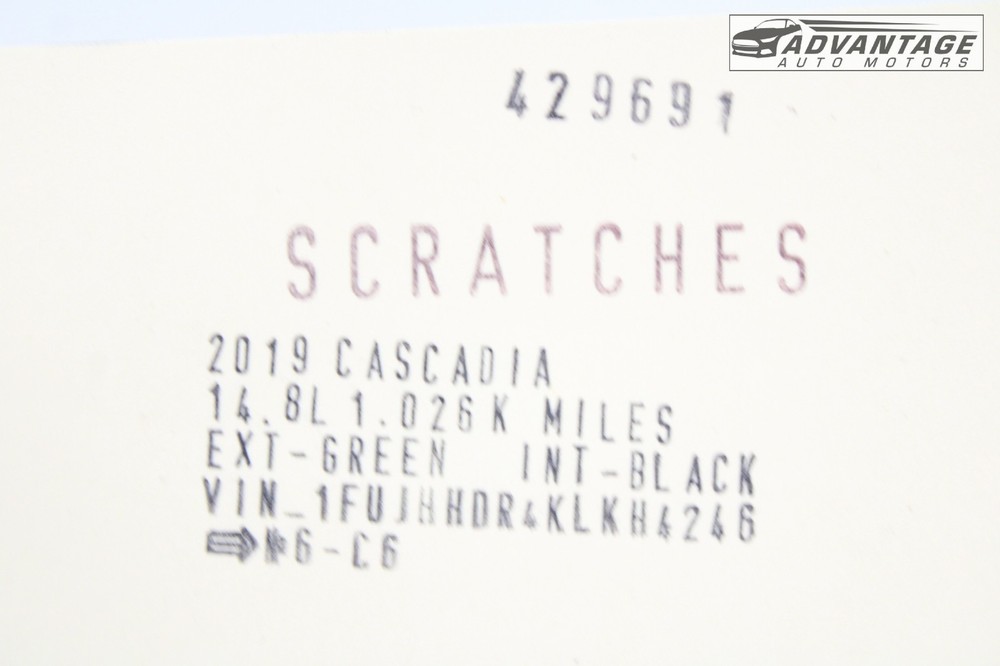 ADVANTAGE
AUTO MOTORS
429691
SCRATCHES
2019 CASCADIA
14.8L 1.026K MILES
EXT-GREEN INT-BLACK
VIN_1FUJHHDR4KLKH4246
⇒№6-C6